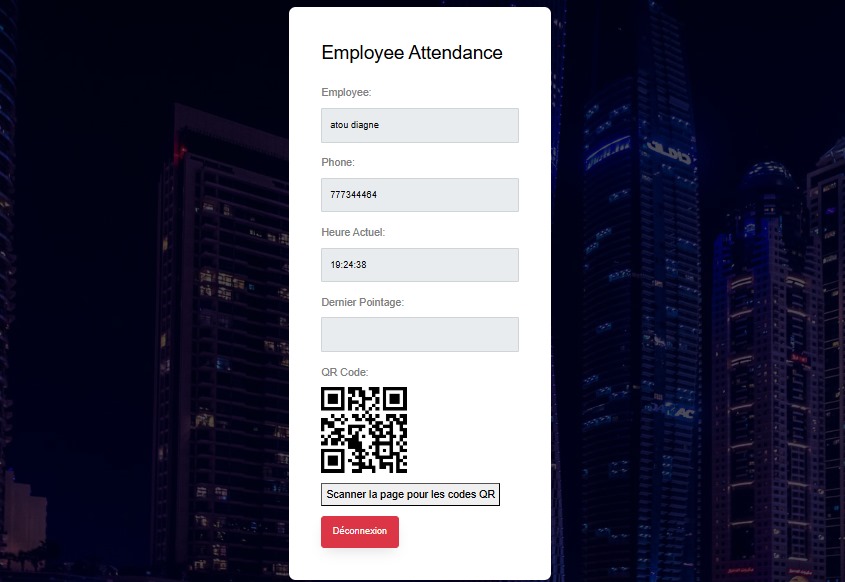 Employee Attendance
Employee:
atou diagne
Phone:
777344464
Heure Actuel:
19:24:38
Dernier Pointage:
QR Code:
Scanner la page pour les codes QR
Déconnexion